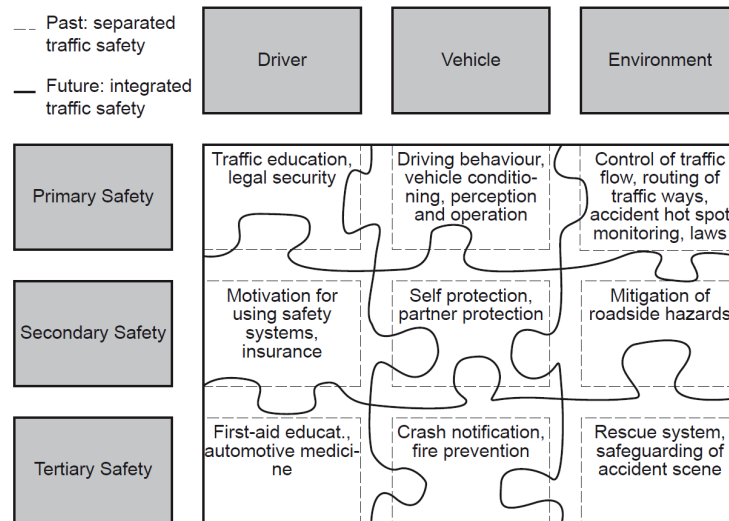 Past: separated
traffic safety
Future: integrated
traffic safety
Driver
Vehicle
Environment
Primary Safety
Traffic education,
legal security
Driving behaviour,
vehicle conditio-
ning, perception
and operation
Control of traffic
flow, routing of
traffic ways,
accident hot spot
monitoring, laws
Secondary Safety
Motivation for
using safety
systems,
insurance
Self protection,
partner protection
Mitigation of
roadside hazards
Tertiary Safety
First-aid educat.,
automotive medici-
ne
Crash notification,
fire prevention
Rescue system,
safeguarding of
accident scene